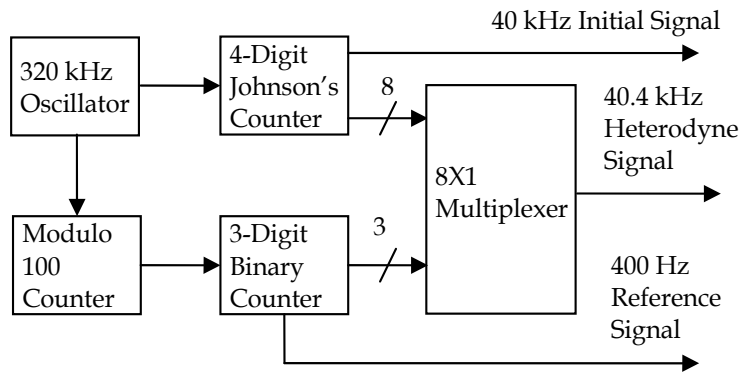 40 kHz Initial Signal
320 kHz
Oscillator
4-Digit
Johnson's
Counter
8
8X1
Multiplexer
40.4 kHz
Heterodyne
Signal
Modulo
100
Counter
3-Digit
Binary
Counter
3
400 Hz
Reference
Signal